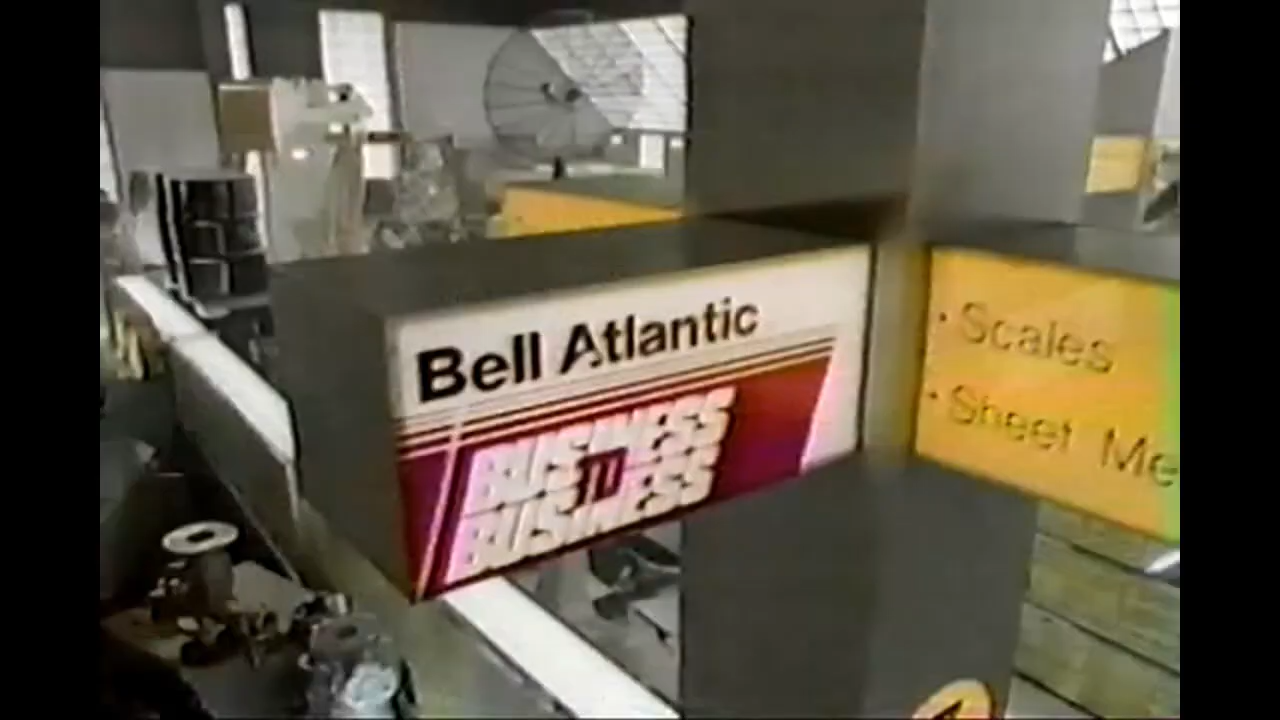 Bell Atlantic
BUSINESS
TO
BUSINESS
• Scales
• Sheet Me